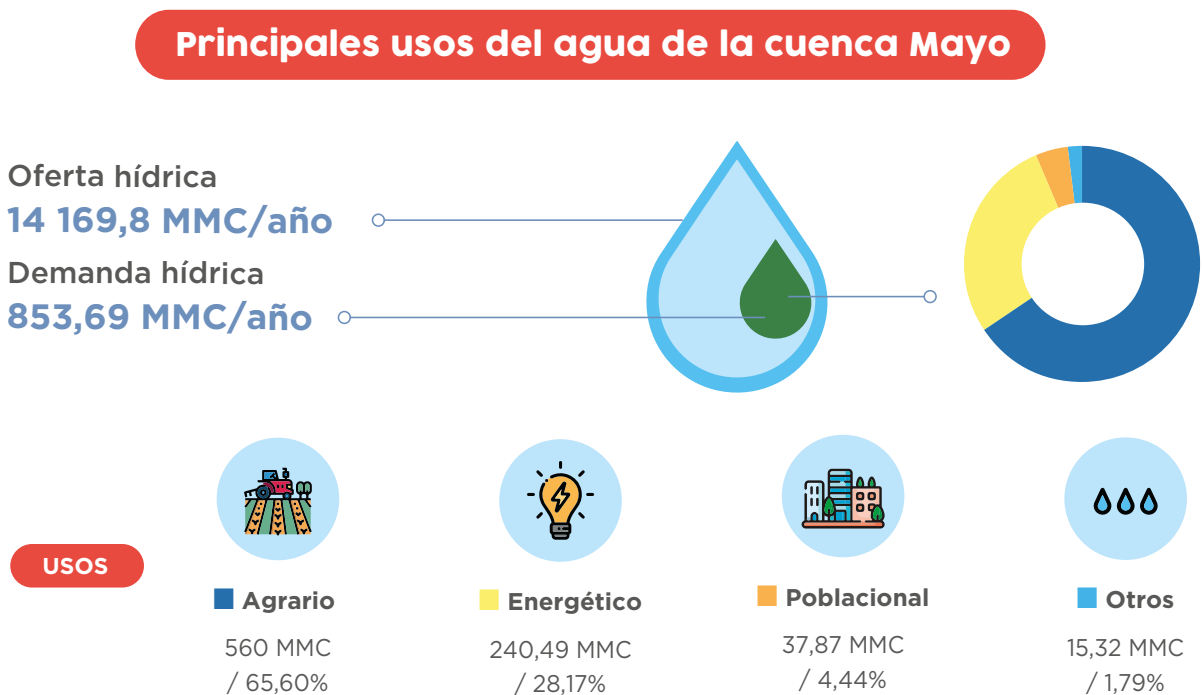 Principales usos del agua de la cuenca Mayo
Oferta hídrica
14 169,8 MMC/año
Demanda hídrica
853,69 MMC/año
USOS
Agrario
560 MMC
/ 65,60%
Energético
240,49 MMC
/ 28,17%
Poblacional
37,87 MMC
/ 4,44%
Otros
15,32 MMC
/ 1,79%